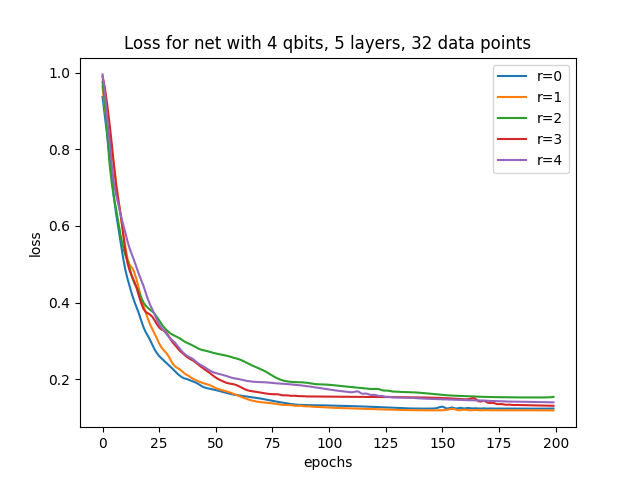 Loss for net with 4 qbits, 5 layers, 32 data points
1.0
0.8
0.6
0.4
0.2
loss
r=0
r=1
r=2
r=3
r=4
0 25 50 75 100 125 150 175 200
epochs